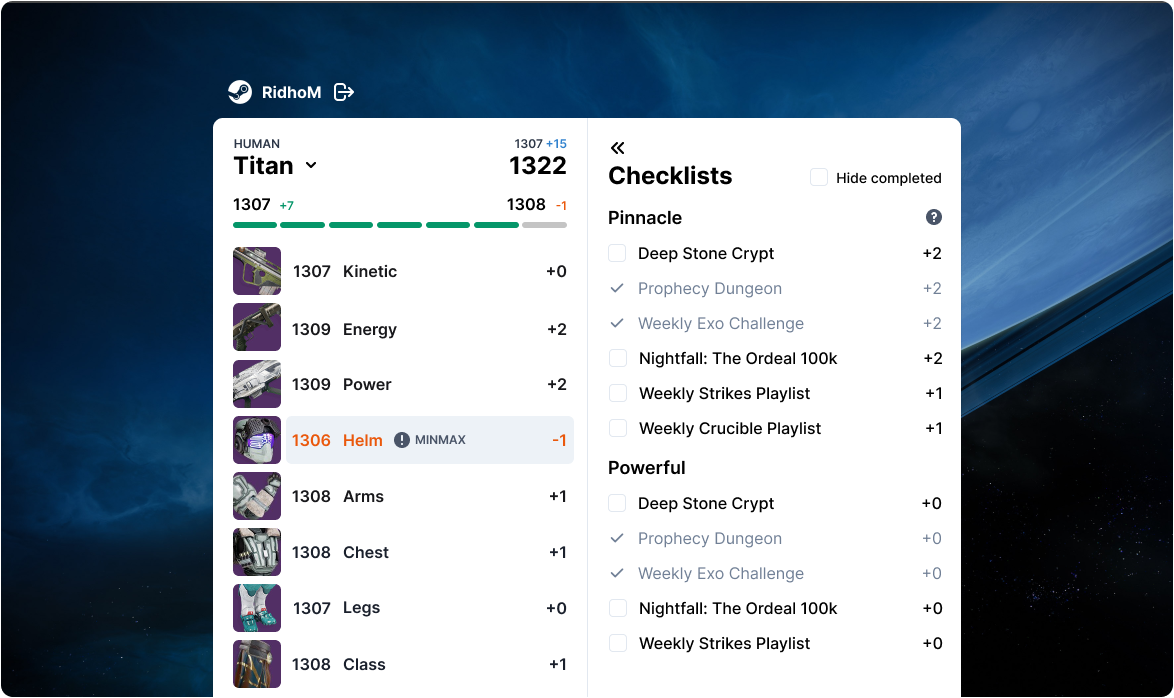 RidhoM
HUMAN
Titan
1307 +15
1322
1307 +7
1308 -1
1307 Kinetic +0
1309 Energy +2
1309 Power +2
1306 Helm MINMAX -1
1308 Arms +1
1308 Chest +1
1307 Legs +0
1308 Class +1
Checklists
Hide completed
Pinnacle
Deep Stone Crypt +2
Prophecy Dungeon +2
Weekly Exo Challenge +2
Nightfall: The Ordeal 100k +2
Weekly Strikes Playlist +1
Weekly Crucible Playlist +1
Powerful
Deep Stone Crypt +0
Prophecy Dungeon +0
Weekly Exo Challenge +0
Nightfall: The Ordeal 100k +0
Weekly Strikes Playlist +0